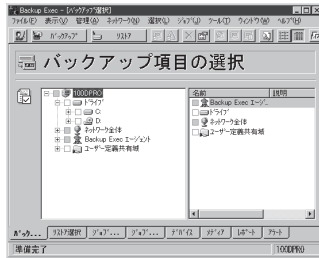 Backup Exec - [ﾊﾞｯｸｱｯﾌﾟ選択]
ﾌｧｲﾙ(F) 表示(V) 管理(A) ﾈｯﾄﾜｰｸ(N) 選択(L) ｼﾞｮﾌﾞ(J) ﾂｰﾙ(T) ｳｨﾝﾄﾞｳ(W) ﾍﾙﾌﾟ(H)
ﾊﾞｯｸｱｯﾌﾟ ﾘｽﾄｱ
バックアップ項目の選択
100DPRO
ﾄﾞﾗｲﾌﾞ
C:
D:
ﾈｯﾄﾜｰｸ全体
Backup Exec ｴｰｼﾞｪﾝﾄ
ﾕｰｻﾞｰ定義共有域
名前 説明
Backup Exec ｴｰｼﾞ..
ﾄﾞﾗｲﾌﾞ
ﾈｯﾄﾜｰｸ全体
ﾕｰｻﾞｰ定義共有域
ﾊﾞｯｸ... ﾘｽﾄｱ選択 ｼﾞｮﾌﾞ... ｼﾞｮﾌﾞ... ﾃﾞﾊﾞｲｽ ﾒﾃﾞｨｱ ﾚﾎﾟｰﾄ ｱﾗｰﾄ
準備完了 100DPRO